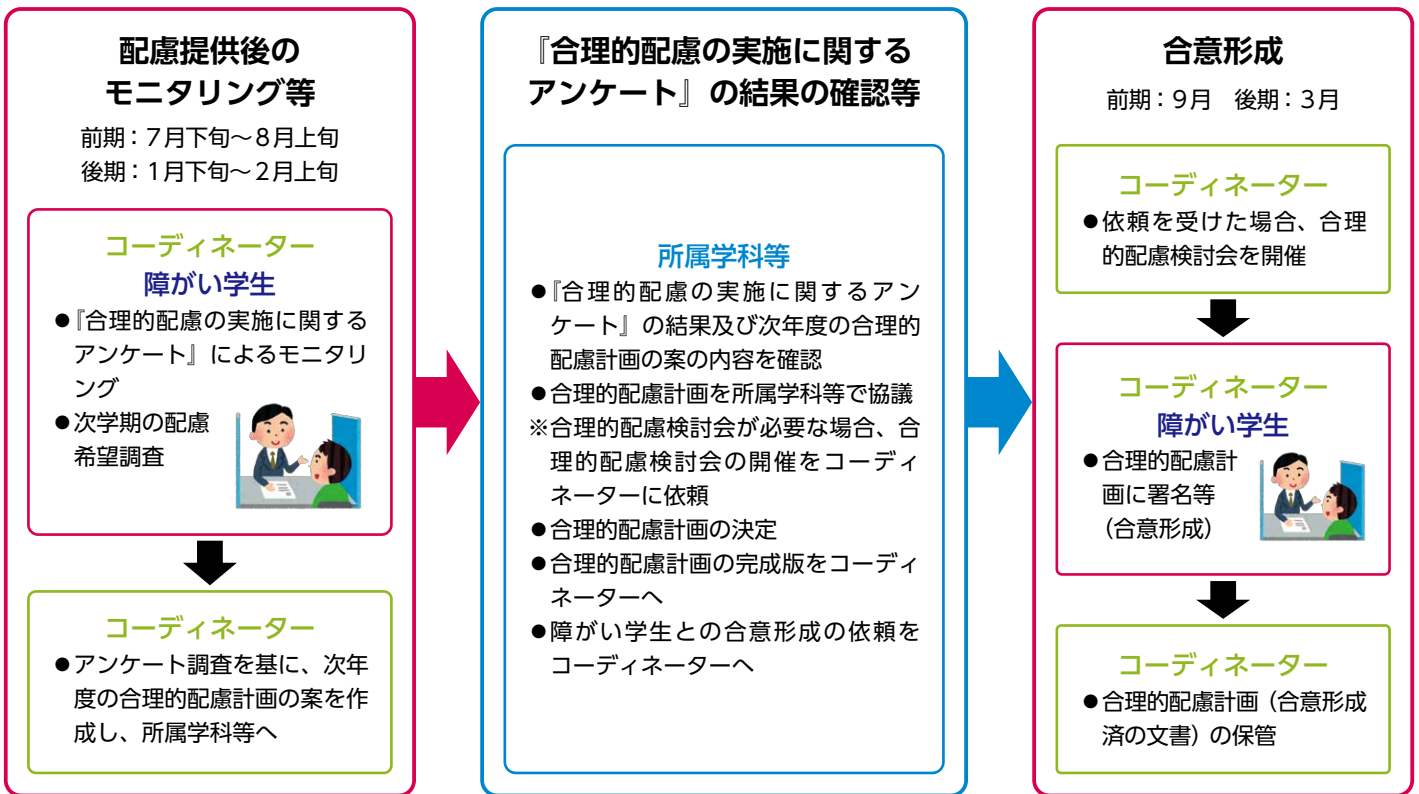 配慮提供後の
モニタリング等
前期：７月下旬～８月上旬
後期：１月下旬～２月上旬
コーディネーター
障がい学生
●『合理的配慮の実施に関する
アンケート』によるモニタリ
ング
●次学期の配慮
希望調査
コーディネーター
●アンケート調査を基に、次年
度の合理的配慮計画の案を作
成し、所属学科等へ
『合理的配慮の実施に関する
アンケート』の結果の確認等
所属学科等
●『合理的配慮の実施に関するアン
ケート』の結果及び次年度の合理的
配慮計画の案の内容を確認
●合理的配慮計画を所属学科等で協議
※合理的配慮検討会が必要な場合、合
理的配慮検討会の開催をコーディ
ネーターに依頼
●合理的配慮計画の決定
●合理的配慮計画の完成版をコーディ
ネーターへ
●障がい学生との合意形成の依頼を
コーディネーターへ
合意形成
前期：９月　後期：３月
コーディネーター
●依頼を受けた場合、合理
的配慮検討会を開催
コーディネーター
障がい学生
●合理的配慮計
画に署名等
（合意形成）
コーディネーター
●合理的配慮計画（合意形成
済の文書）の保管